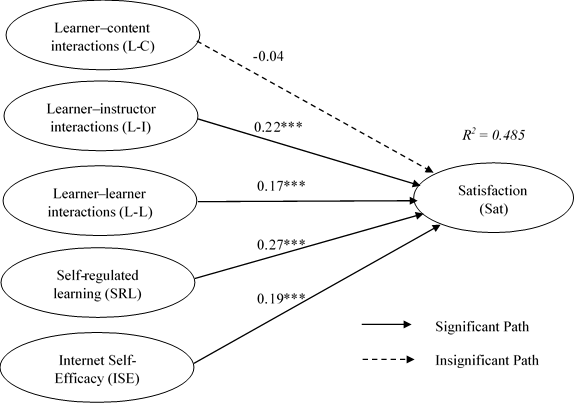 Learner–content
interactions (L-C)
-0.04
Learner–instructor
interactions (L-I)
0.22***
R² = 0.485
Learner–learner
interactions (L-L)
0.17***
Satisfaction
(Sat)
Self-regulated
learning (SRL)
0.27***
0.19***
Internet Self-
Efficacy (ISE)
Significant Path
Insignificant Path